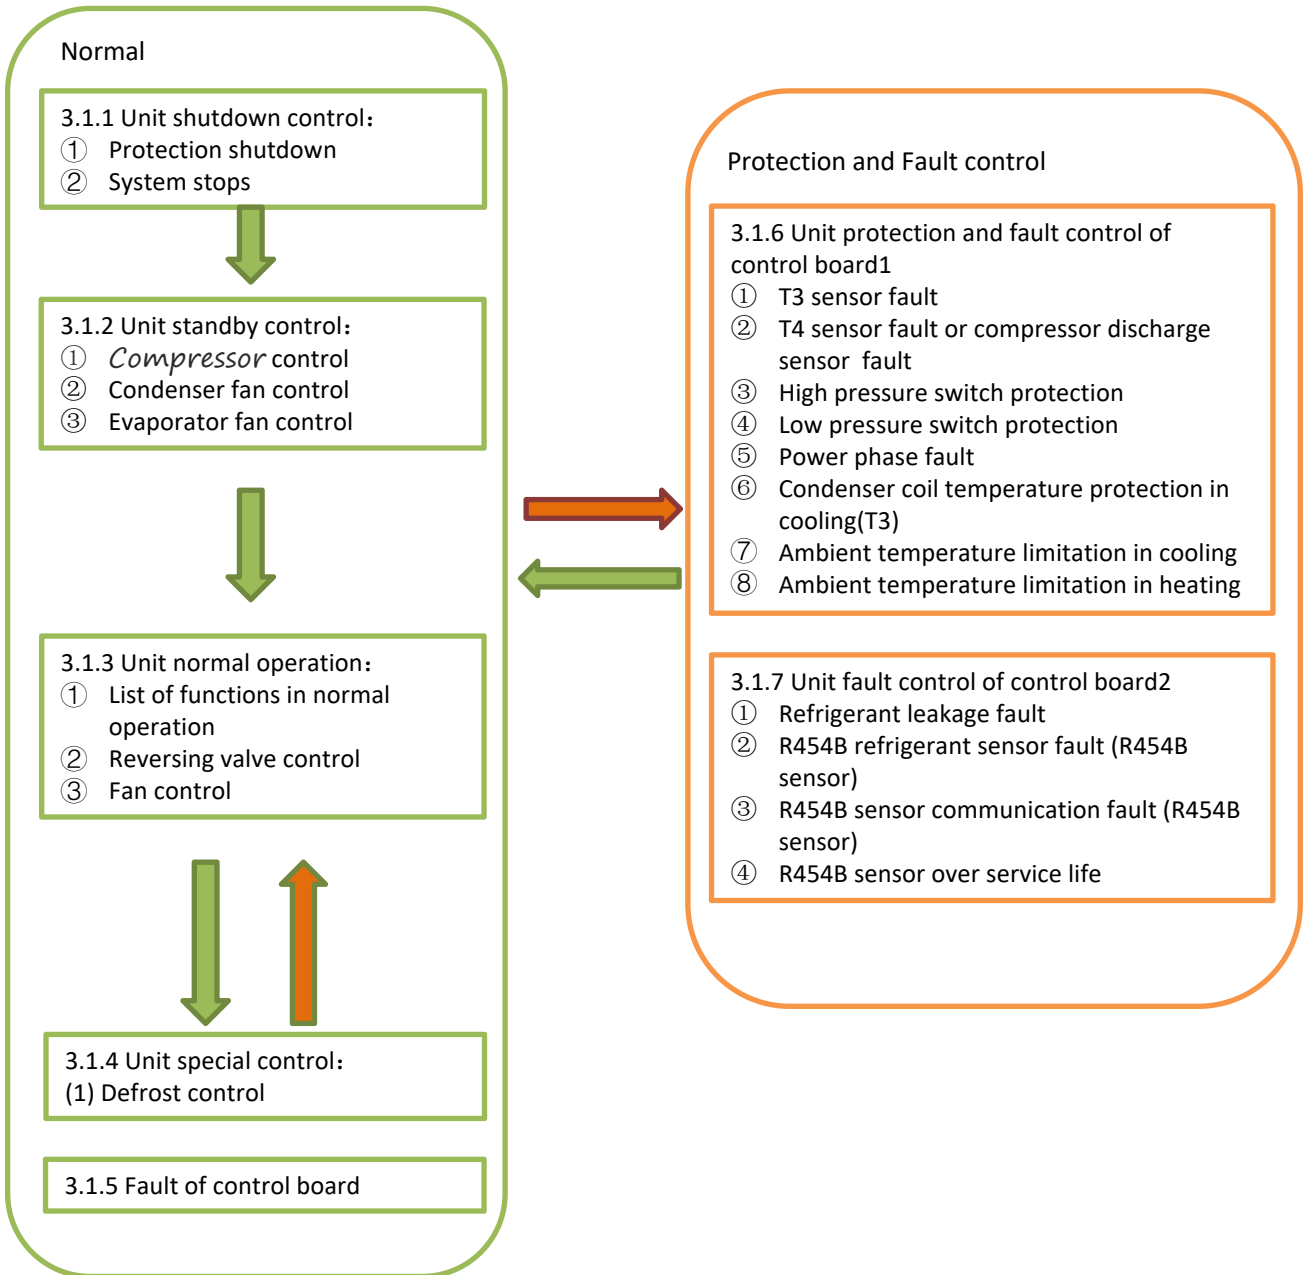 Normal
3.1.1 Unit shutdown control：
① Protection shutdown
② System stops
3.1.2 Unit standby control：
① Compressor control
② Condenser fan control
③ Evaporator fan control
3.1.3 Unit normal operation：
① List of functions in normal
operation
② Reversing valve control
③ Fan control
3.1.4 Unit special control：
(1) Defrost control
3.1.5 Fault of control board
Protection and Fault control
3.1.6 Unit protection and fault control of
control board1
① T3 sensor fault
② T4 sensor fault or compressor discharge
sensor fault
③ High pressure switch protection
④ Low pressure switch protection
⑤ Power phase fault
⑥ Condenser coil temperature protection in
cooling(T3)
⑦ Ambient temperature limitation in cooling
⑧ Ambient temperature limitation in heating
3.1.7 Unit fault control of control board2
① Refrigerant leakage fault
② R454B refrigerant sensor fault (R454B
sensor)
③ R454B sensor communication fault (R454B
sensor)
④ R454B sensor over service life